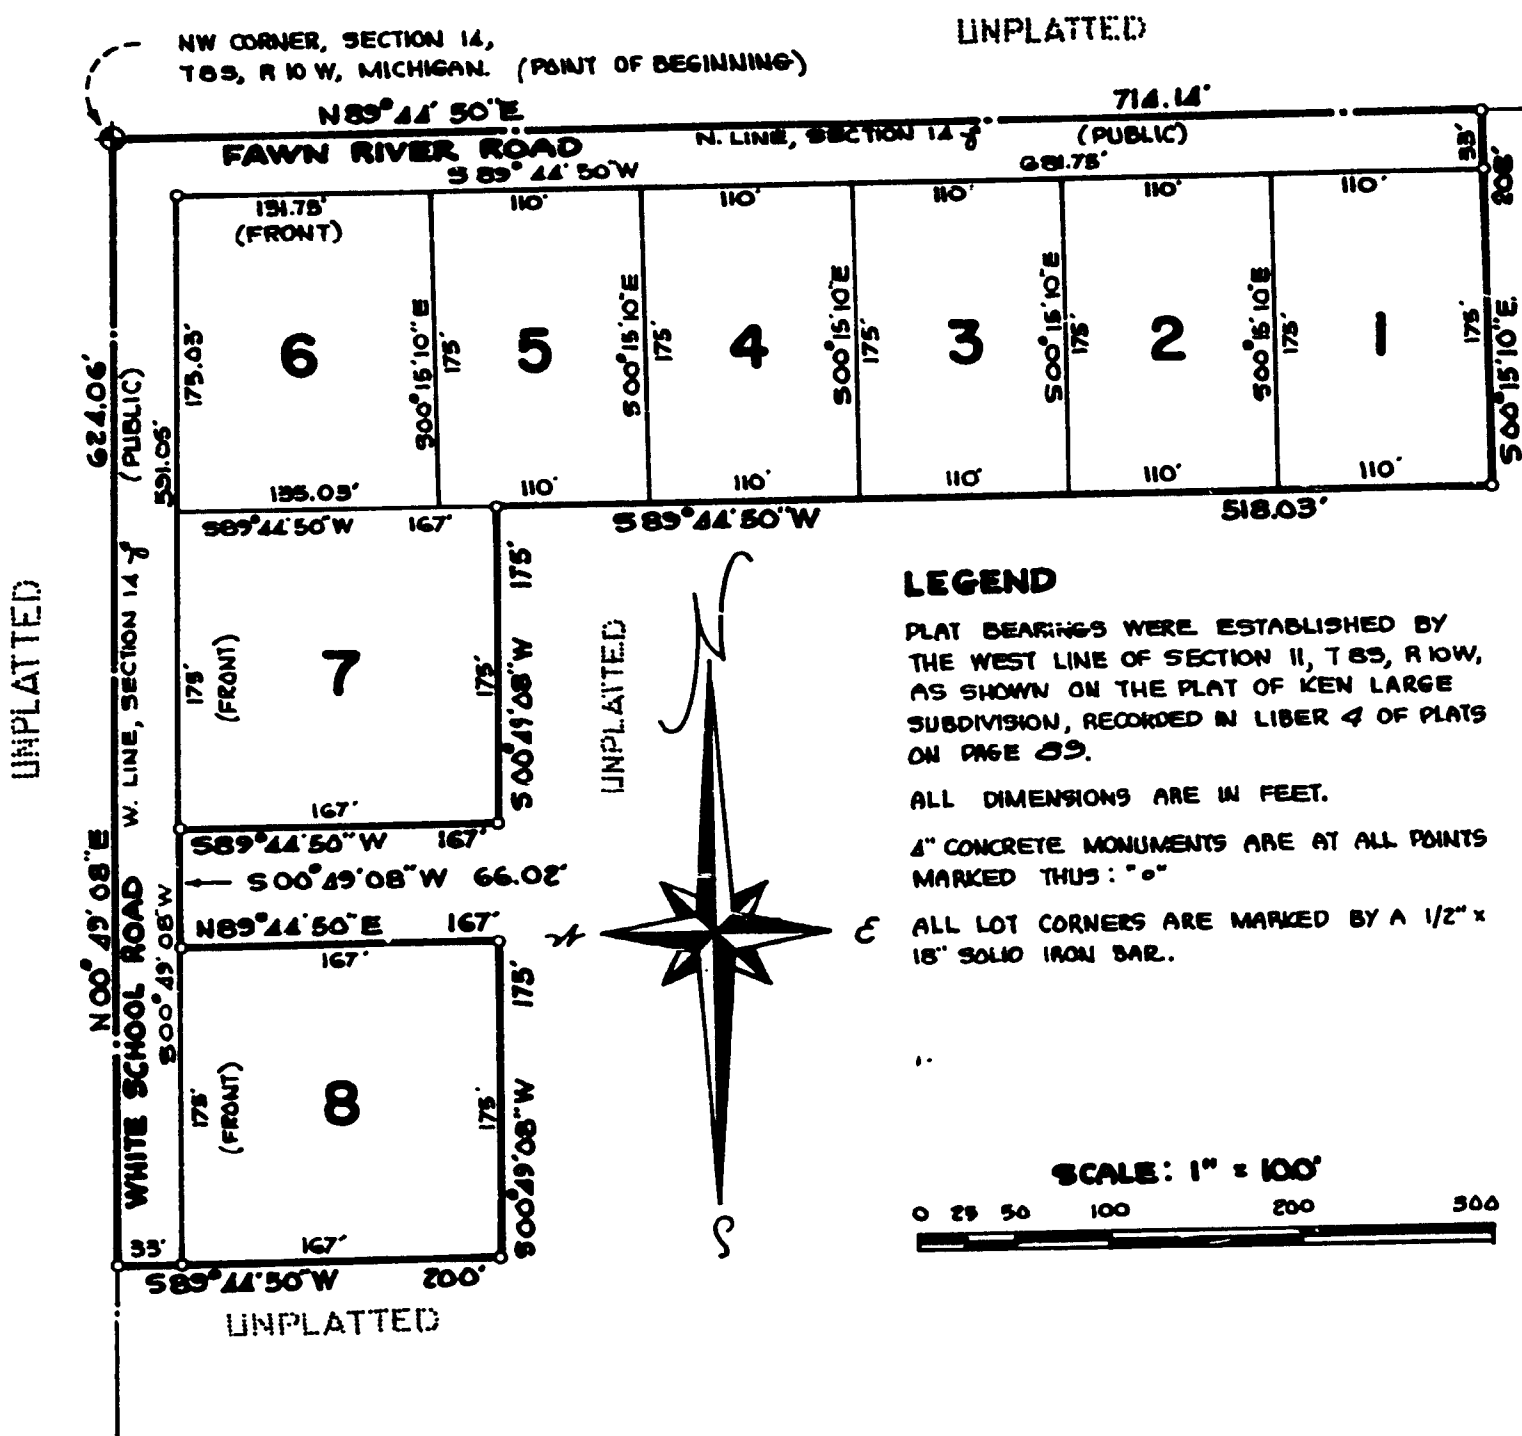 UNPLATTED
NW CORNER, SECTION 14,
T8S, R 10 W, MICHIGAN. (POINT OF BEGINNING)
N89°44'50"E
714.14'
FAWN RIVER ROAD
N. LINE, SECTION 14
(PUBLIC)
33'
S 89°44'50"W
681.75'
208'
131.75'
(FRONT)
110'
110'
110'
110'
110'
175.03'
6
S00°15'10"E
175'
5
S00°15'10"E
175'
4
S00°15'10"E
175'
3
S00°15'10"E
175'
2
S00°15'10"E
175'
1
175'
S00°15'10"E
624.06'
(PUBLIC)
591.05'
135.03'
110'
110'
110'
110'
110'
S89°44'50"W
167'
S89°44'50"W
518.03'
UNPLATTED
W. LINE, SECTION 14
175'
(FRONT)
7
175'
175'
S00°49'08"W
UNPLATTED
167'
S89°44'50"W
167'
S00°49'08"W 66.02'
N89°44'50"E
167'
N00°49'08"E
WHITE SCHOOL ROAD
S00°49'08"W
167'
175'
(FRONT)
8
175'
175'
S00°49'08"W
33'
167'
S89°44'50"W
200'
UNPLATTED
N
W
E
S
LEGEND
PLAT BEARINGS WERE ESTABLISHED BY
THE WEST LINE OF SECTION 11, T8S, R10W,
AS SHOWN ON THE PLAT OF KEN LARGE
SUBDIVISION, RECORDED IN LIBER 4 OF PLATS
ON PAGE 89.
ALL DIMENSIONS ARE IN FEET.
4" CONCRETE MONUMENTS ARE AT ALL POINTS
MARKED THUS: "o"
ALL LOT CORNERS ARE MARKED BY A 1/2" x
18" SOLID IRON BAR.
SCALE: 1" = 100'
0 25 50 100 200 300